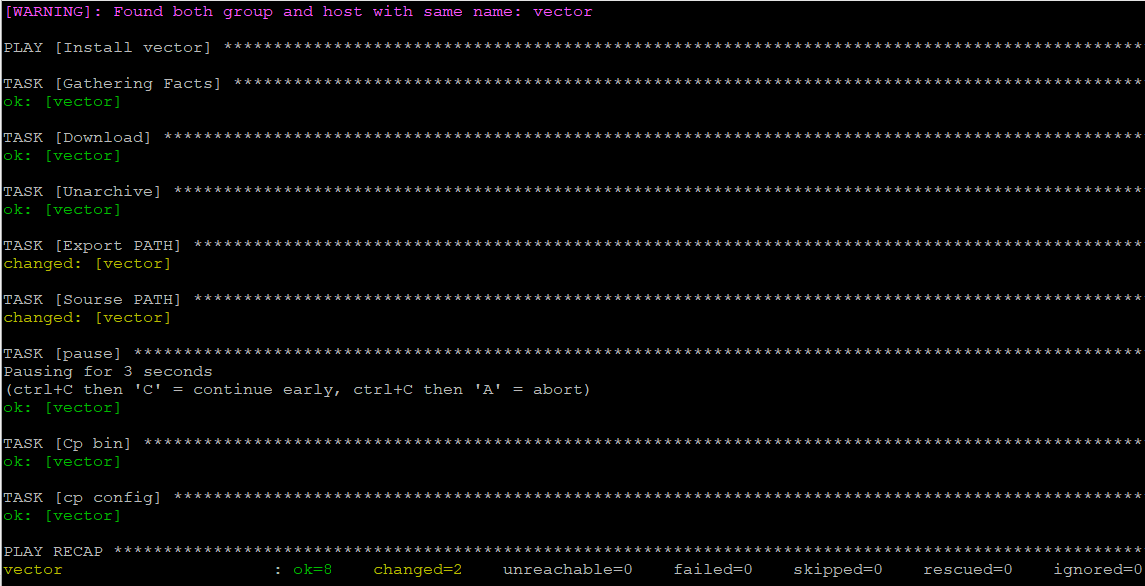 [WARNING]: Found both group and host with same name: vector
PLAY [Install vector] ********************************************************************************************
TASK [Gathering Facts] *******************************************************************************************
ok: [vector]
TASK [Download] **************************************************************************************************
ok: [vector]
TASK [Unarchive] *************************************************************************************************
ok: [vector]
TASK [Export PATH] ***********************************************************************************************
changed: [vector]
TASK [Sourse PATH] ***********************************************************************************************
changed: [vector]
TASK [pause] *****************************************************************************************************
Pausing for 3 seconds
(ctrl+C then 'C' = continue early, ctrl+C then 'A' = abort)
ok: [vector]
TASK [Cp bin] ****************************************************************************************************
ok: [vector]
TASK [cp config] *************************************************************************************************
ok: [vector]
PLAY RECAP *******************************************************************************************************
vector                     : ok=8    changed=2    unreachable=0    failed=0    skipped=0    rescued=0    ignored=0